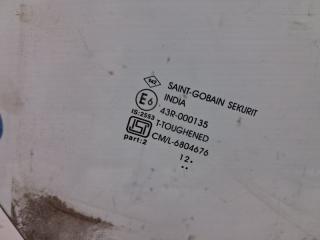 SAINT-GOBAIN SEKURIT
INDIA
E6 43R-000135
IS:2553 T-TOUGHENED
part:2 CM/L-6804676
12.
..